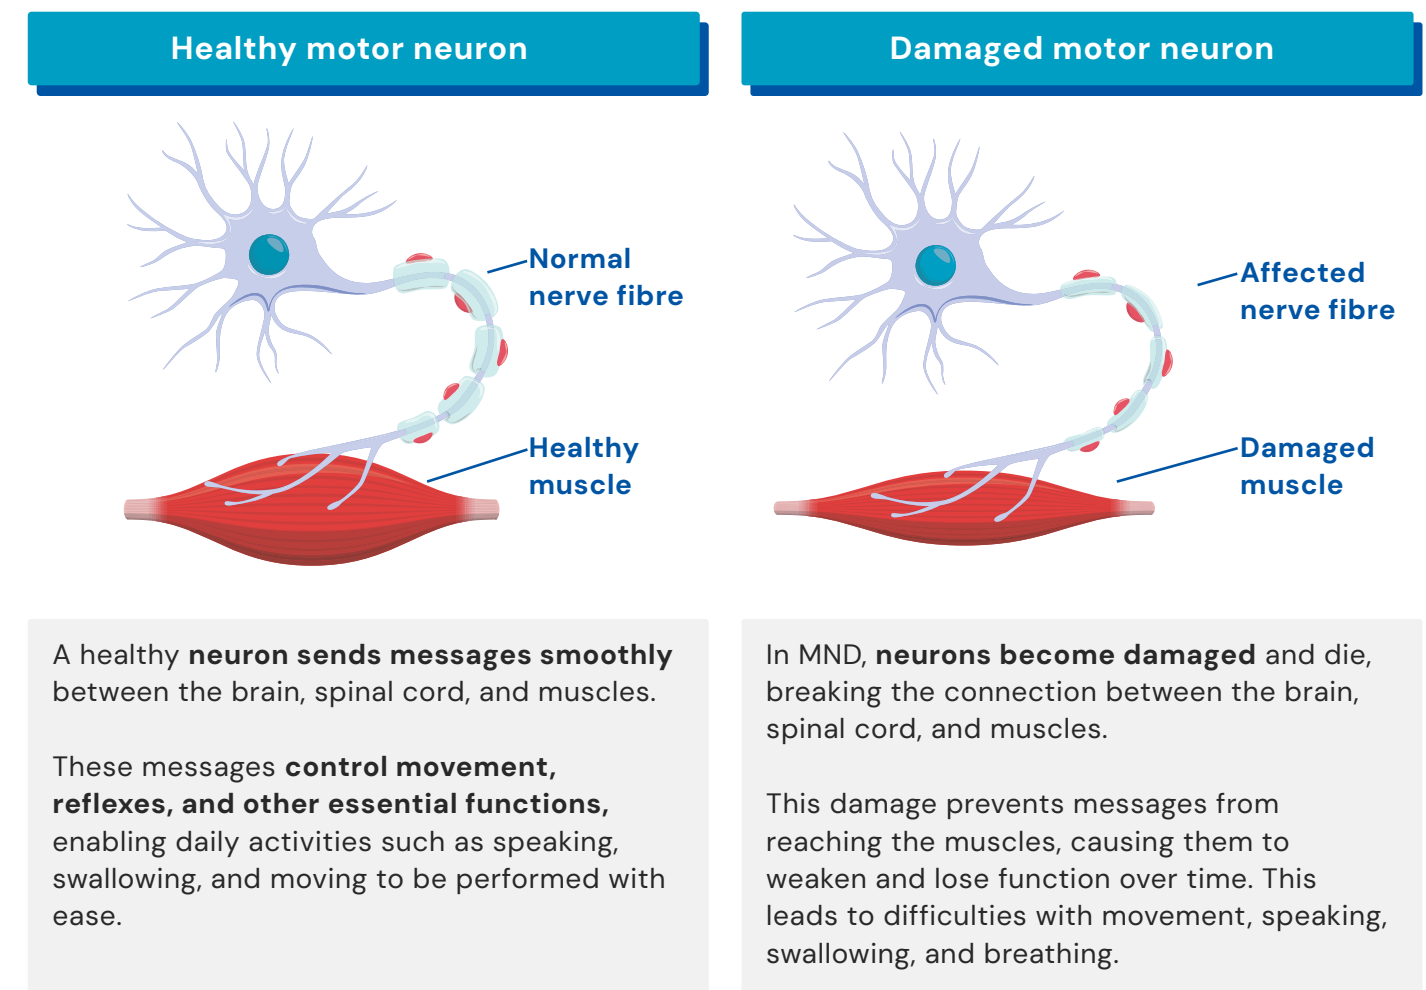 Healthy motor neuron
Normal
nerve fibre
Healthy
muscle
A healthy neuron sends messages smoothly
between the brain, spinal cord, and muscles.
These messages control movement,
reflexes, and other essential functions,
enabling daily activities such as speaking,
swallowing, and moving to be performed with
ease.
Damaged motor neuron
Affected
nerve fibre
Damaged
muscle
In MND, neurons become damaged and die,
breaking the connection between the brain,
spinal cord, and muscles.
This damage prevents messages from
reaching the muscles, causing them to
weaken and lose function over time. This
leads to difficulties with movement, speaking,
swallowing, and breathing.